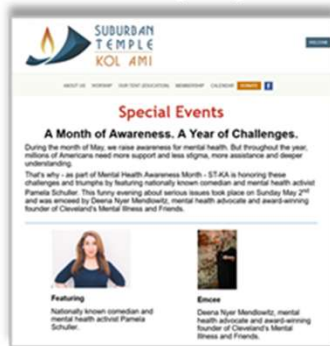 SUBURBAN
TEMPLE
KOL AMI
WELCOME
ABOUT US WORSHIP OUR TENT (EDUCATION) MEMBERSHIP CALENDAR DONATE f
Special Events
A Month of Awareness. A Year of Challenges.
During the month of May, we raise awareness for mental health. But throughout the year,
millions of Americans need more support and less stigma, more assistance and deeper
understanding.
That's why - as part of Mental Health Awareness Month - ST-KA is honoring these
challenges and triumphs by featuring nationally known comedian and mental health activist
Pamela Schuller. This funny evening about serious issues took place on Sunday May 2nd
and was emceed by Deena Nyer Mendlowitz, mental health advocate and award-winning
founder of Cleveland's Mental Illness and Friends.
Featuring
Nationally known comedian and
mental health activist Pamela
Schuller.
Emcee
Deena Nyer Mendlowitz, mental
health advocate and award-winning
founder of Cleveland's Mental
Illness and Friends.